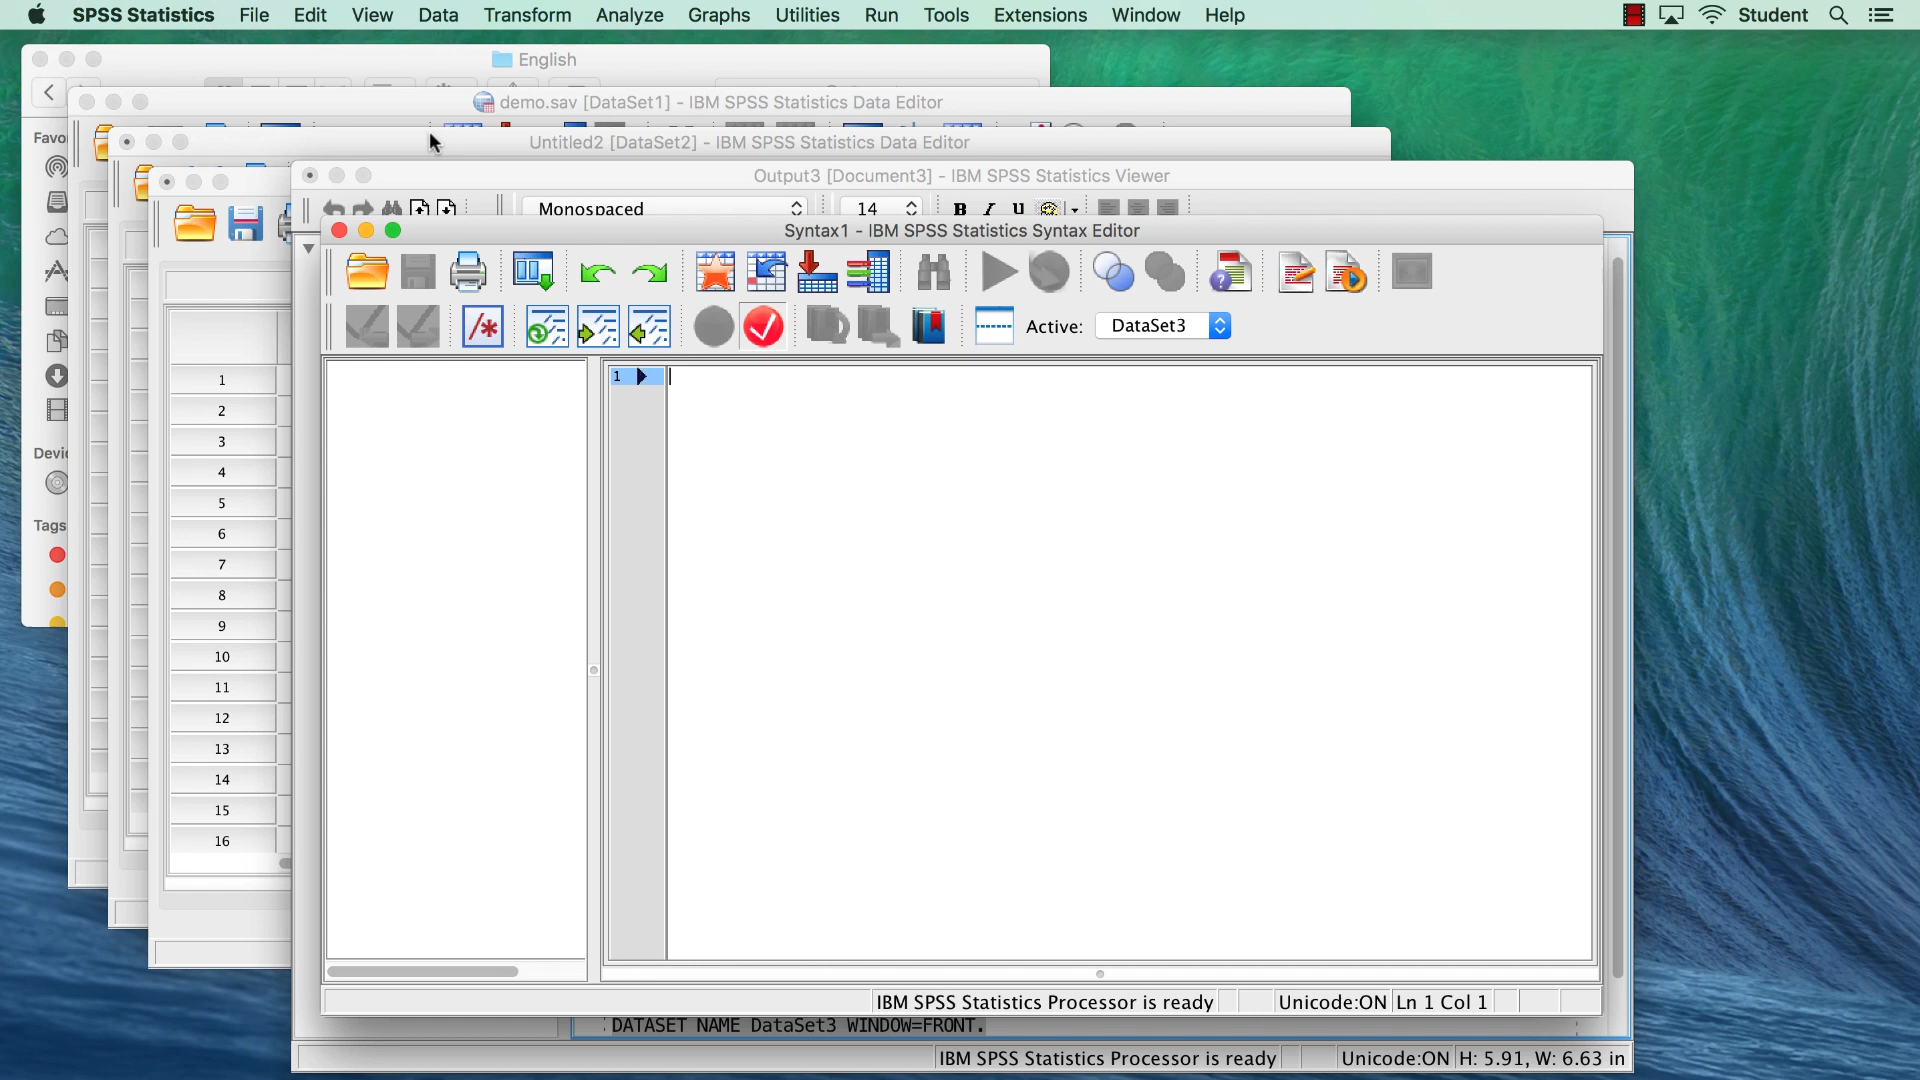 SPSS Statistics File Edit View Data Transform Analyze Graphs Utilities Run Tools Extensions Window Help Student
English
demo.sav [DataSet1] - IBM SPSS Statistics Data Editor
Untitled2 [DataSet2] - IBM SPSS Statistics Data Editor
Output3 [Document3] - IBM SPSS Statistics Viewer
Monospaced 14 B I U
Syntax1 - IBM SPSS Statistics Syntax Editor
Active: DataSet3
Favo
Devic
Tags
1
2
3
4
5
6
7
8
9
10
11
12
13
14
15
16
1
IBM SPSS Statistics Processor is ready Unicode:ON Ln 1 Col 1
DATASET NAME DataSet3 WINDOW=FRONT.
IBM SPSS Statistics Processor is ready Unicode:ON H: 5.91, W: 6.63 in